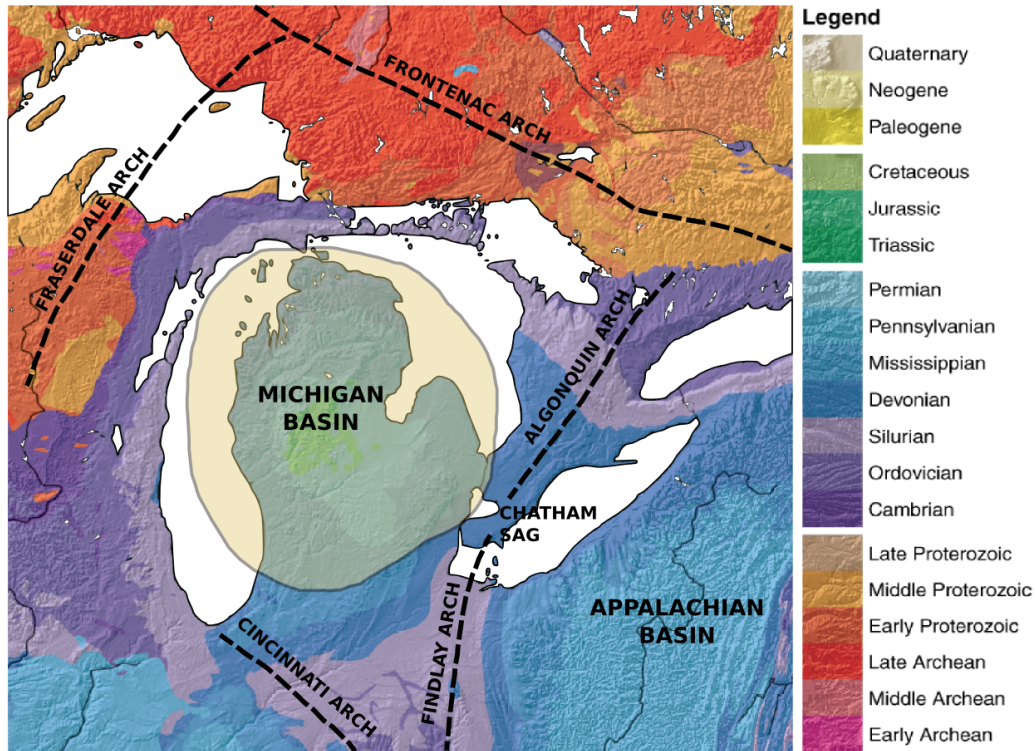 FRONTENAC ARCH
FRASERDALE ARCH
MICHIGAN
BASIN
ALGONQUIN ARCH
CHATHAM
SAG
APPALACHIAN
BASIN
CINCINNATI ARCH
FINDLAY ARCH
Legend
Quaternary
Neogene
Paleogene
Cretaceous
Jurassic
Triassic
Permian
Pennsylvanian
Mississippian
Devonian
Silurian
Ordovician
Cambrian
Late Proterozoic
Middle Proterozoic
Early Proterozoic
Late Archean
Middle Archean
Early Archean